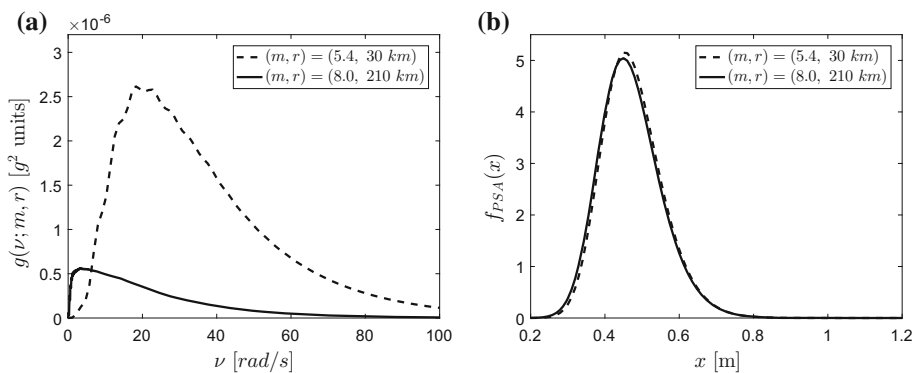 (a)
×10⁻⁶
3
2.5
2
1.5
1
0.5
0
g(ν; m, r) [g² units]
(m, r) = (5.4, 30 km)
(m, r) = (8.0, 210 km)
0 20 40 60 80 100
ν [rad/s]
(b)
6
5
4
3
2
1
0
f_PSA(x)
(m, r) = (5.4, 30 km)
(m, r) = (8.0, 210 km)
0.2 0.4 0.6 0.8 1 1.2
x [m]